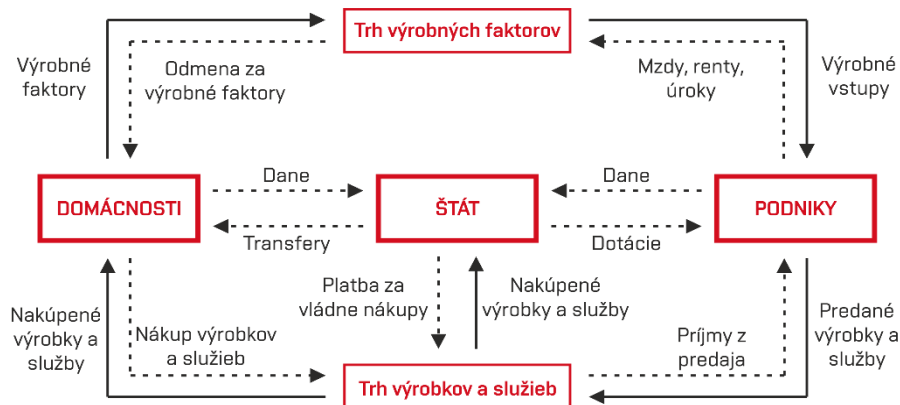 Trh výrobných faktorov
Výrobné
faktory
Odmena za
výrobné faktory
Mzdy, renty,
úroky
Výrobné
vstupy
Dane
Dane
DOMÁCNOSTI
ŠTÁT
PODNIKY
Transfery
Dotácie
Platba za
vládne nákupy
Nakúpené
výrobky a služby
Nakúpené
výrobky a
služby
Nákup výrobkov
a služieb
Príjmy z
predaja
Predané
výrobky a
služby
Trh výrobkov a služieb